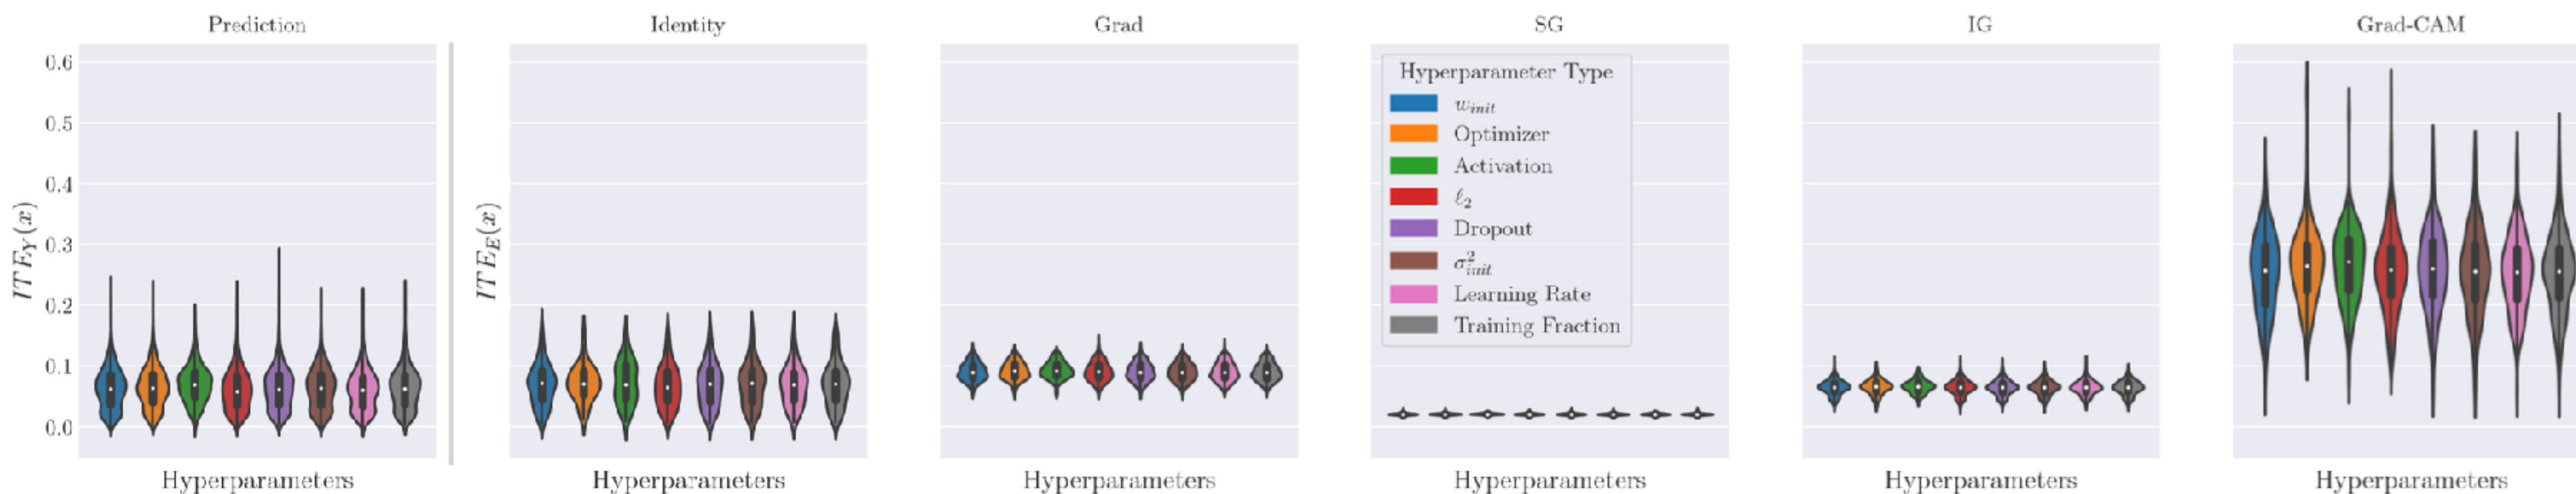 Prediction
Identity
Grad
SG
IG
Grad-CAM
0.6
0.5
0.4
0.3
0.2
0.1
0.0
ITE_Y(x)
ITE_E(x)
Hyperparameter Type
w_init
Optimizer
Activation
ℓ_2
Dropout
σ²_init
Learning Rate
Training Fraction
Hyperparameters
Hyperparameters
Hyperparameters
Hyperparameters
Hyperparameters
Hyperparameters